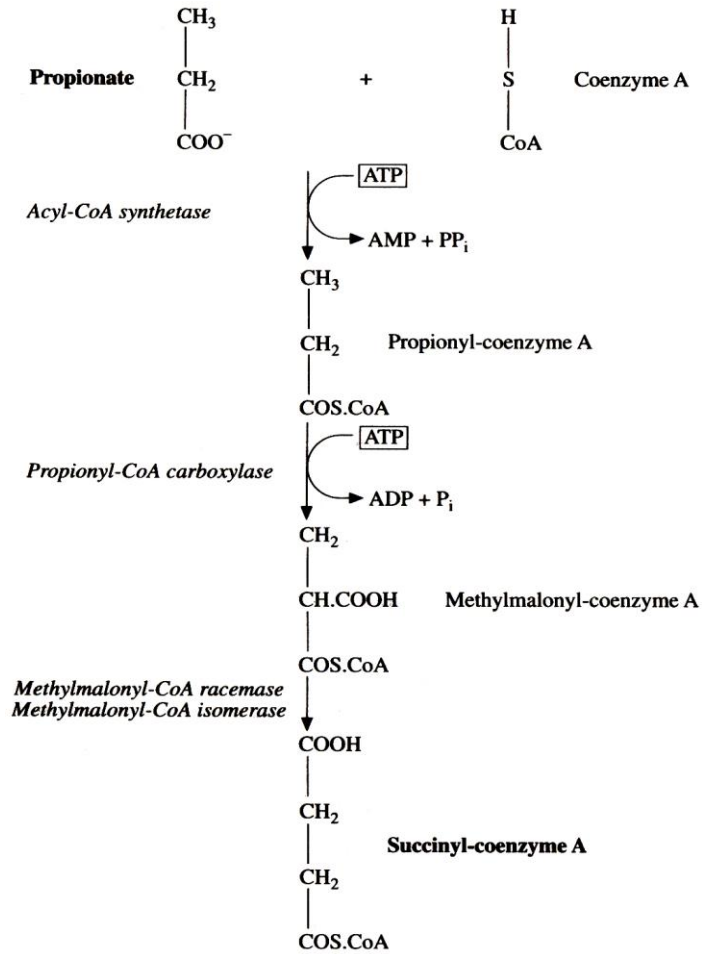 CH₃ H
Propionate CH₂ + S Coenzyme A
COO⁻ CoA
ATP
Acyl-CoA synthetase
AMP + PPᵢ
CH₃
CH₂ Propionyl-coenzyme A
COS.CoA
ATP
Propionyl-CoA carboxylase
ADP + Pᵢ
CH₂
CH.COOH Methylmalonyl-coenzyme A
COS.CoA
Methylmalonyl-CoA racemase
Methylmalonyl-CoA isomerase
COOH
CH₂
Succinyl-coenzyme A
CH₂
COS.CoA